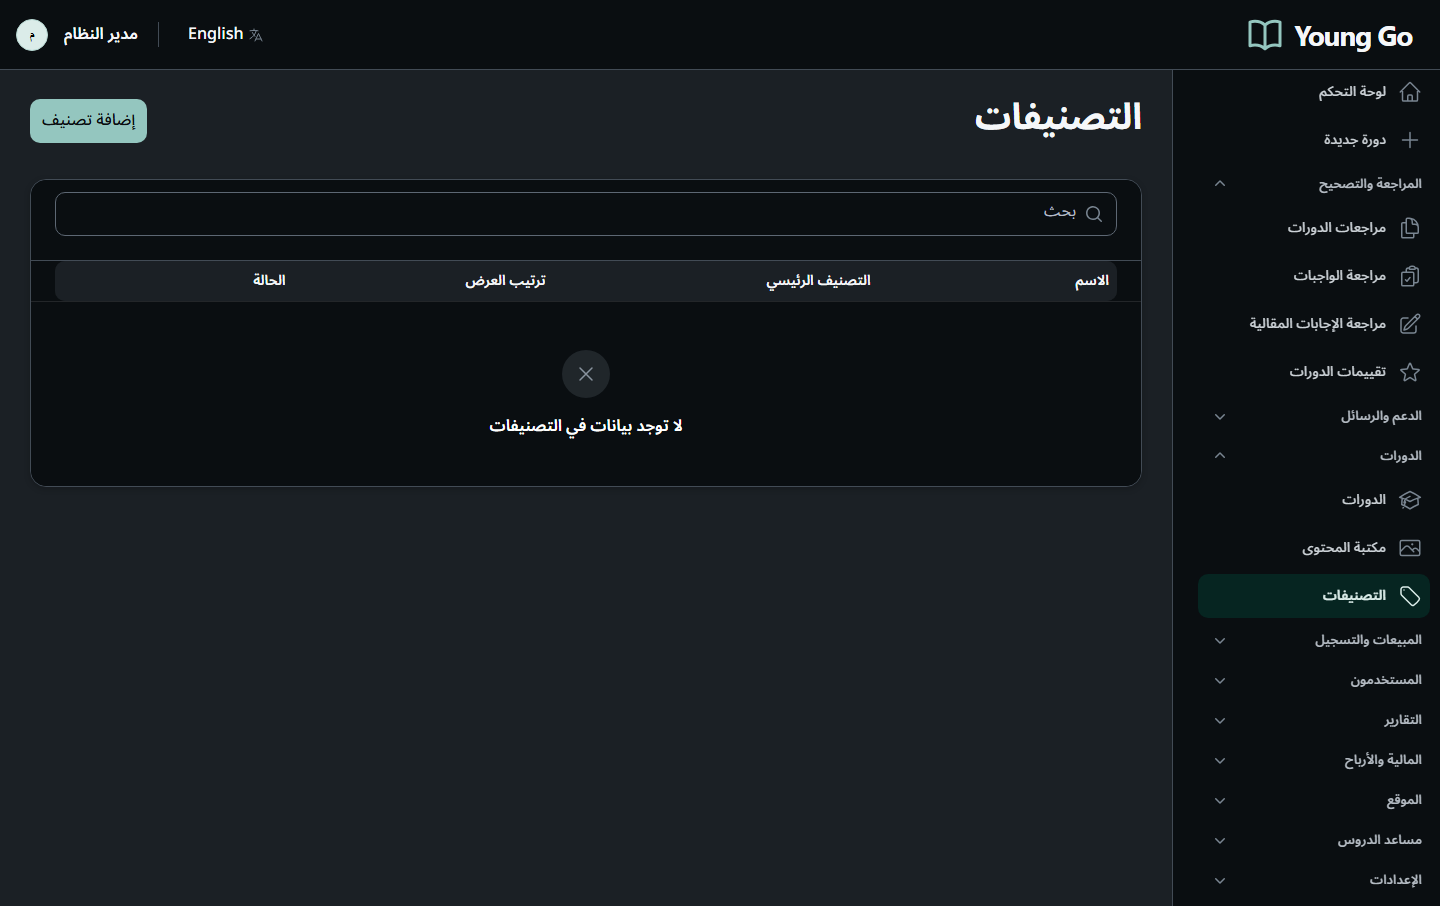 Young Go
English
مدير النظام
م
لوحة التحكم
دورة جديدة
المراجعة والتصحيح
مراجعات الدورات
مراجعة الواجبات
مراجعة الإجابات المقالية
تقييمات الدورات
الدعم والرسائل
الدورات
الدورات
مكتبة المحتوى
التصنيفات
المبيعات والتسجيل
المستخدمون
التقارير
المالية والأرباح
الموقع
مساعد الدروس
الإعدادات
التصنيفات
إضافة تصنيف
بحث
الاسم التصنيف الرئيسي ترتيب العرض الحالة
لا توجد بيانات في التصنيفات